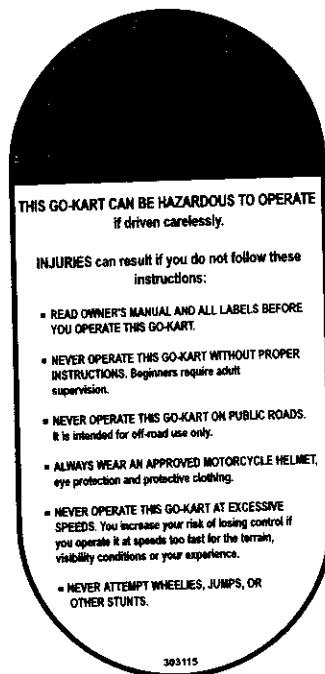 THIS GO-KART CAN BE HAZARDOUS TO OPERATE
if driven carelessly.
INJURIES can result if you do not follow these
instructions:
▪ READ OWNER'S MANUAL AND ALL LABELS BEFORE
YOU OPERATE THIS GO-KART.
▪ NEVER OPERATE THIS GO-KART WITHOUT PROPER
INSTRUCTIONS. Beginners require adult
supervision.
▪ NEVER OPERATE THIS GO-KART ON PUBLIC ROADS.
It is intended for off-road use only.
▪ ALWAYS WEAR AN APPROVED MOTORCYCLE HELMET,
eye protection and protective clothing.
▪ NEVER OPERATE THIS GO-KART AT EXCESSIVE
SPEEDS. You increase your risk of losing control if
you operate it at speeds too fast for the terrain,
visibility conditions or your experience.
▪ NEVER ATTEMPT WHEELIES, JUMPS, OR
OTHER STUNTS.
303115